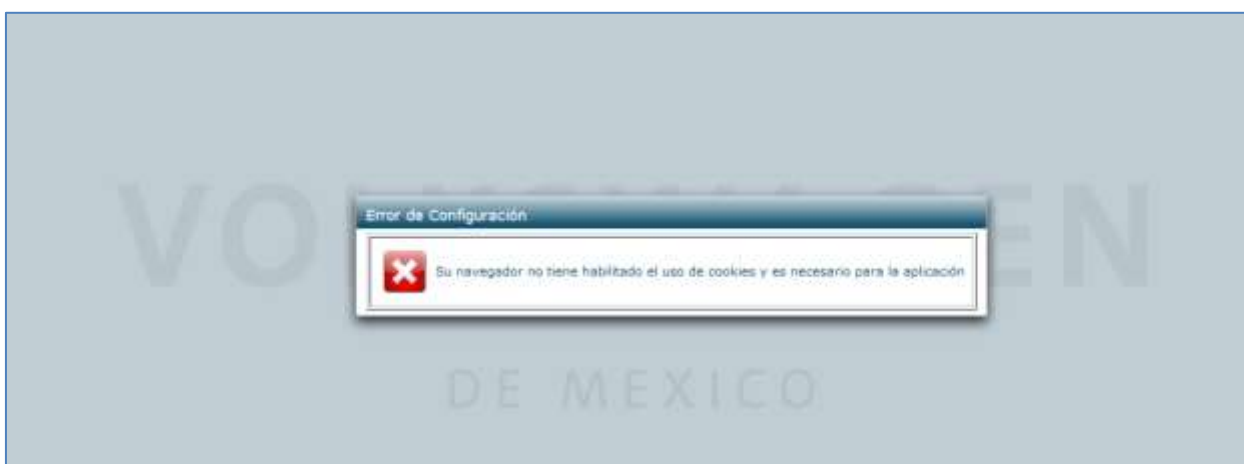 Error de Configuración
Su navegador no tiene habilitado el uso de cookies y es necesario para la aplicación
DE MEXICO